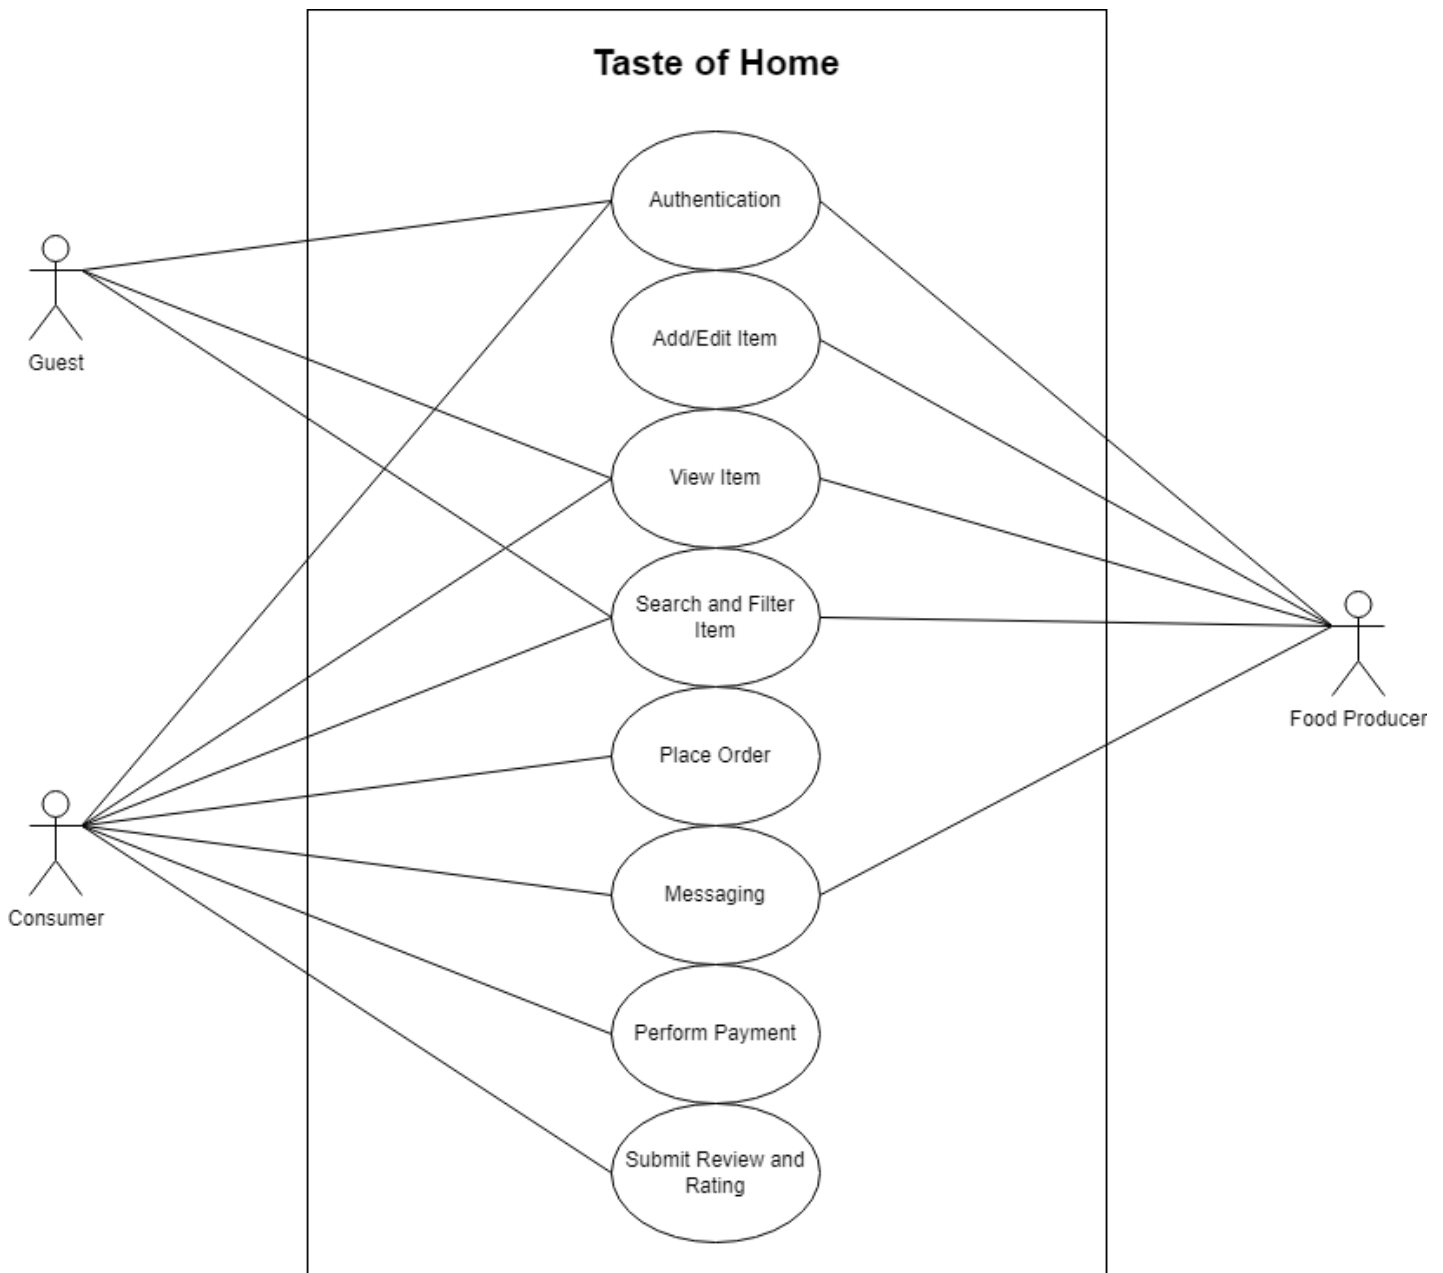 Taste of Home
Authentication
Add/Edit Item
Guest
View Item
Search and Filter
Item
Food Producer
Place Order
Messaging
Consumer
Perform Payment
Submit Review and
Rating